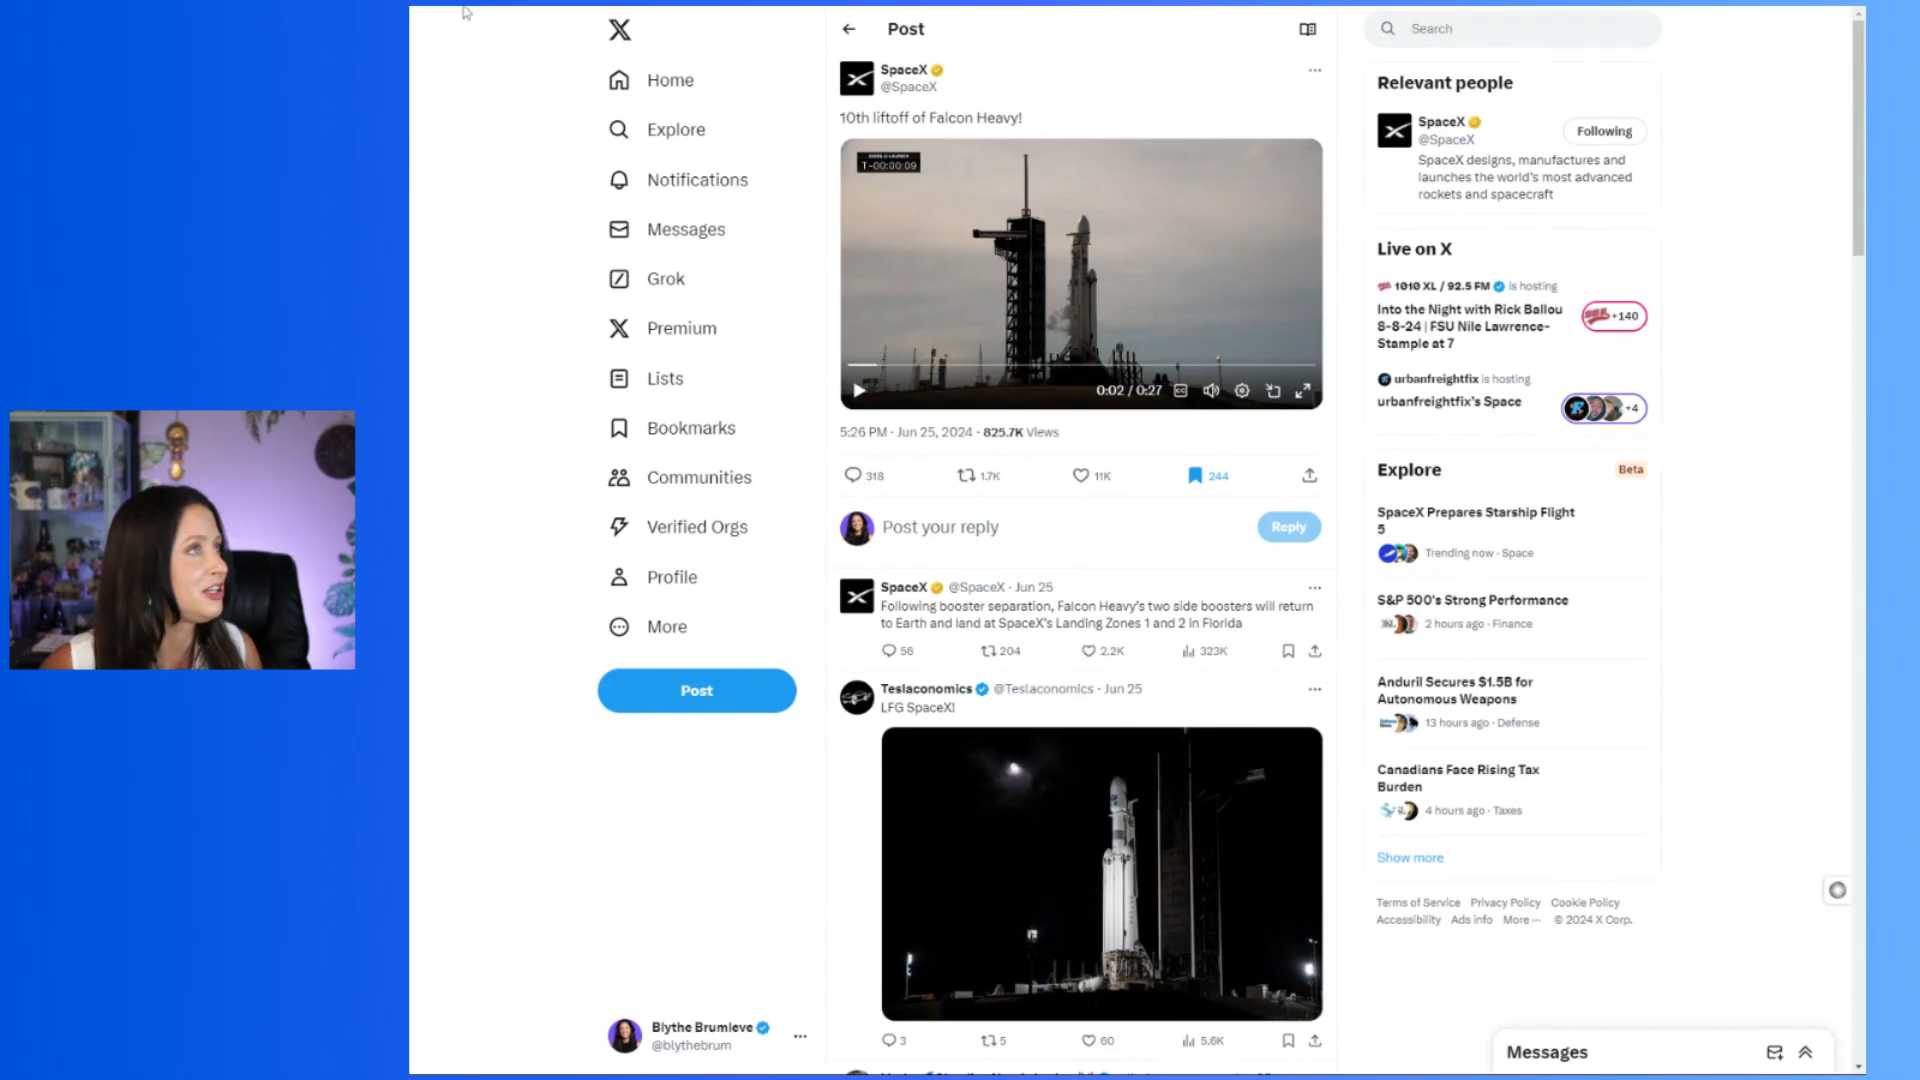 Home
Explore
Notifications
Messages
Grok
Premium
Lists
Bookmarks
Communities
Verified Orgs
Profile
More
Post
Blythe Brumleve
@blythebrum
Post
SpaceX
@SpaceX
10th liftoff of Falcon Heavy!
T-00:00:09
0:02 / 0:27
5:26 PM · Jun 25, 2024 · 825.7K Views
318 1.7K 11K 244
Post your reply
Reply
SpaceX @SpaceX · Jun 25
Following booster separation, Falcon Heavy's two side boosters will return
to Earth and land at SpaceX's Landing Zones 1 and 2 in Florida
56 204 2.2K 323K
Teslaconomics @Teslaconomics · Jun 25
LFG SpaceX!
3 5 60 5.6K
Search
Relevant people
SpaceX
@SpaceX
Following
SpaceX designs, manufactures and
launches the world's most advanced
rockets and spacecraft
Live on X
1010 XL / 92.5 FM is hosting
Into the Night with Rick Ballou
8-8-24 | FSU Nile Lawrence-
Stample at 7
+140
urbanfreightfix is hosting
urbanfreightfix's Space
+4
Explore
Beta
SpaceX Prepares Starship Flight
5
Trending now · Space
S&P 500's Strong Performance
2 hours ago · Finance
Anduril Secures $1.5B for
Autonomous Weapons
13 hours ago · Defense
Canadians Face Rising Tax
Burden
4 hours ago · Taxes
Show more
Terms of Service Privacy Policy Cookie Policy
Accessibility Ads info More ··· © 2024 X Corp.
Messages